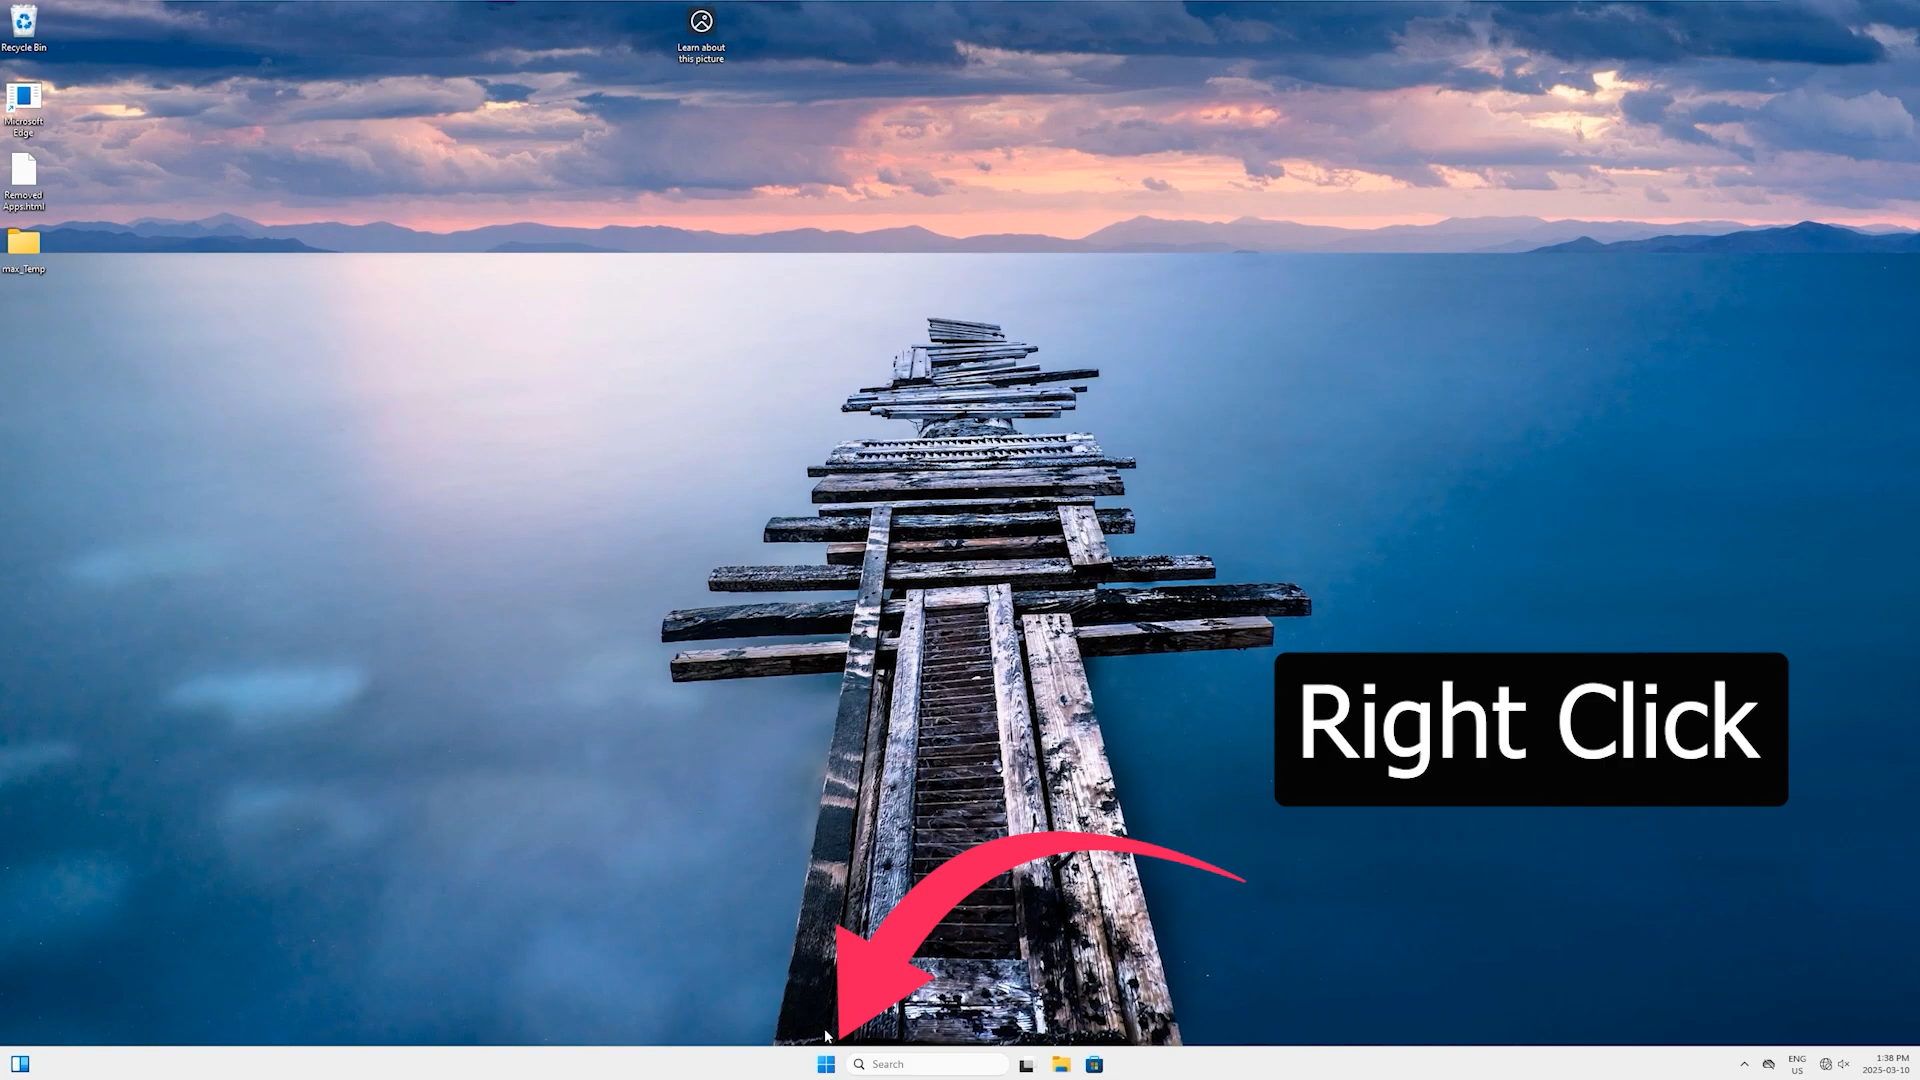 Recycle Bin
Learn about
this picture
Microsoft
Edge
Removed
Apps.html
max_Temp
Right Click
Search
ENG
US
1:38 PM
2025-03-10